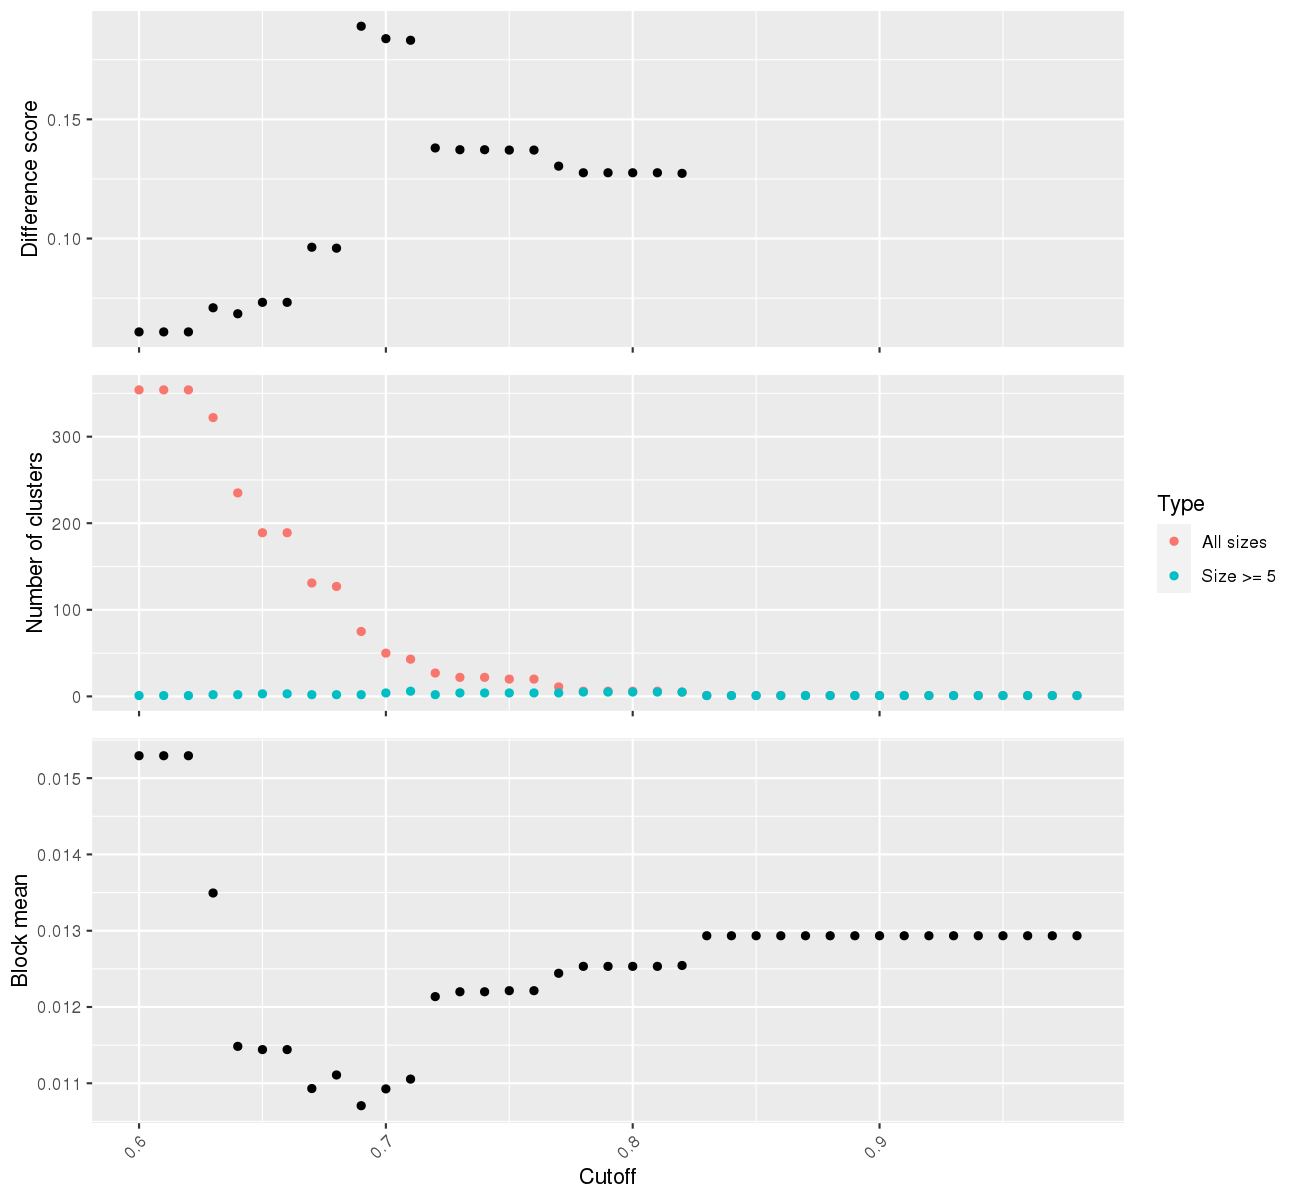 Difference score
0.15
0.10
Number of clusters
300
200
100
0
Type
All sizes
Size >= 5
Block mean
0.015
0.014
0.013
0.012
0.011
0.6
0.7
0.8
0.9
Cutoff